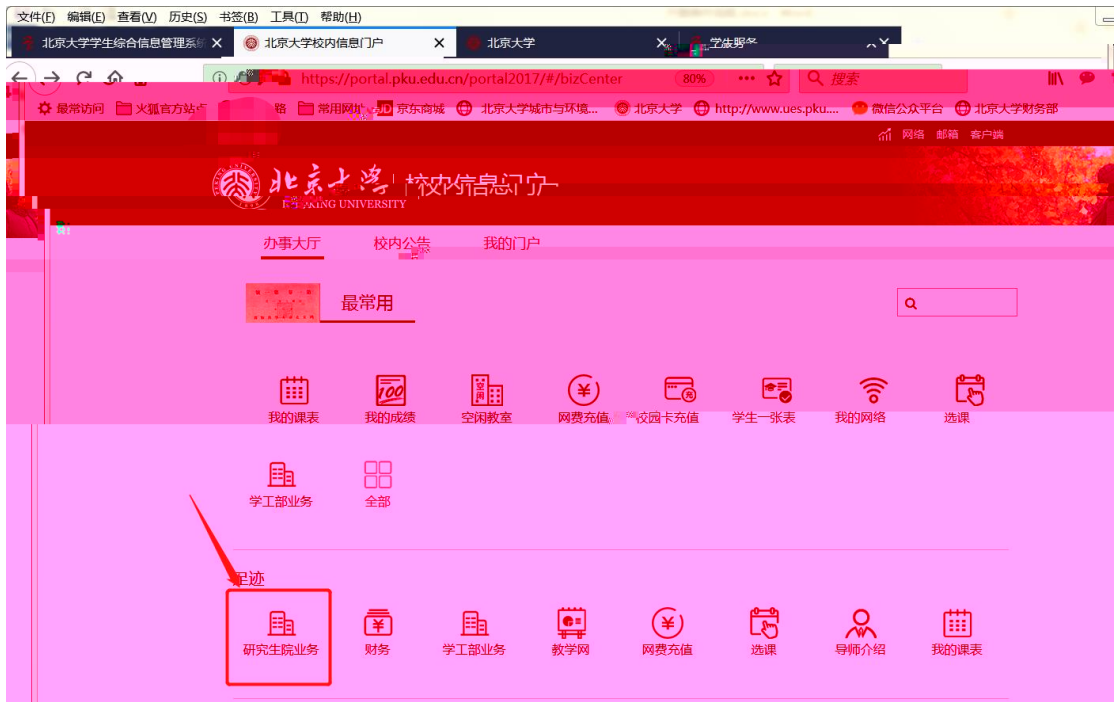 文件(F) 编辑(E) 查看(V) 历史(S) 书签(B) 工具(T) 帮助(H)
北京大学学生综合信息管理系统 北京大学校内信息门户 北京大学
https://portal.pku.edu.cn/portal2017/#/bizCenter 80% 搜索
最常访问 火狐官方站点 常用网址 JD 京东商城 北京大学城市与环境... 北京大学 http://www.ues.pku.... 微信公众平台 北京大学财务部
网络 邮箱 客户端
北京大学 校内信息门户
PEKING UNIVERSITY
办事大厅 校内公告 我的门户
最常用
我的课表 我的成绩 空闲教室 网费充值 校园卡充值 学生一张表 我的网络 选课
学工部业务 全部
足迹
研究生院业务 财务 学工部业务 教学网 网费充值 选课 导师介绍 我的课表